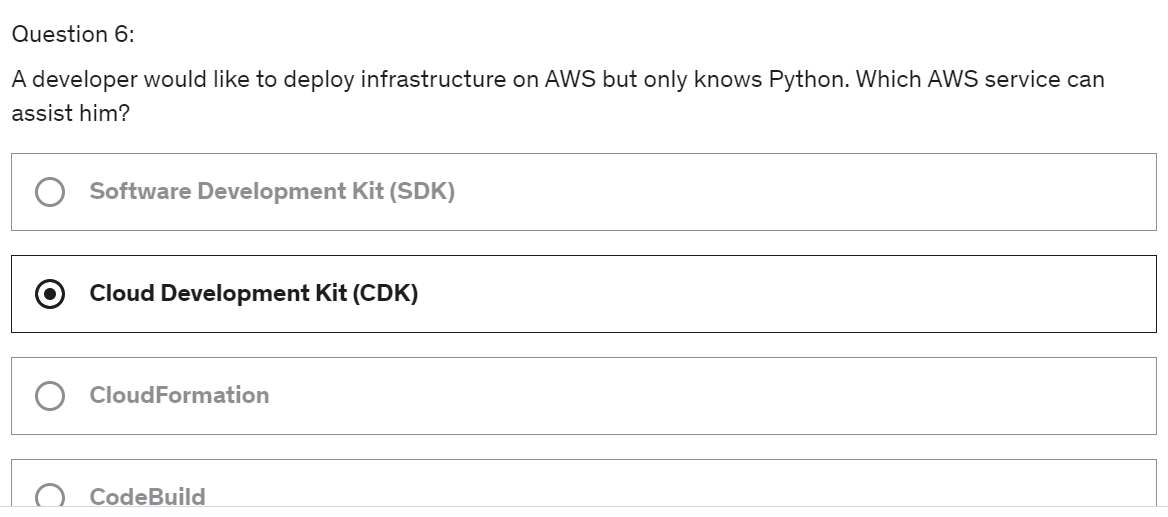 Question 6:
A developer would like to deploy infrastructure on AWS but only knows Python. Which AWS service can
assist him?
Software Development Kit (SDK)
Cloud Development Kit (CDK)
CloudFormation
CodeBuild